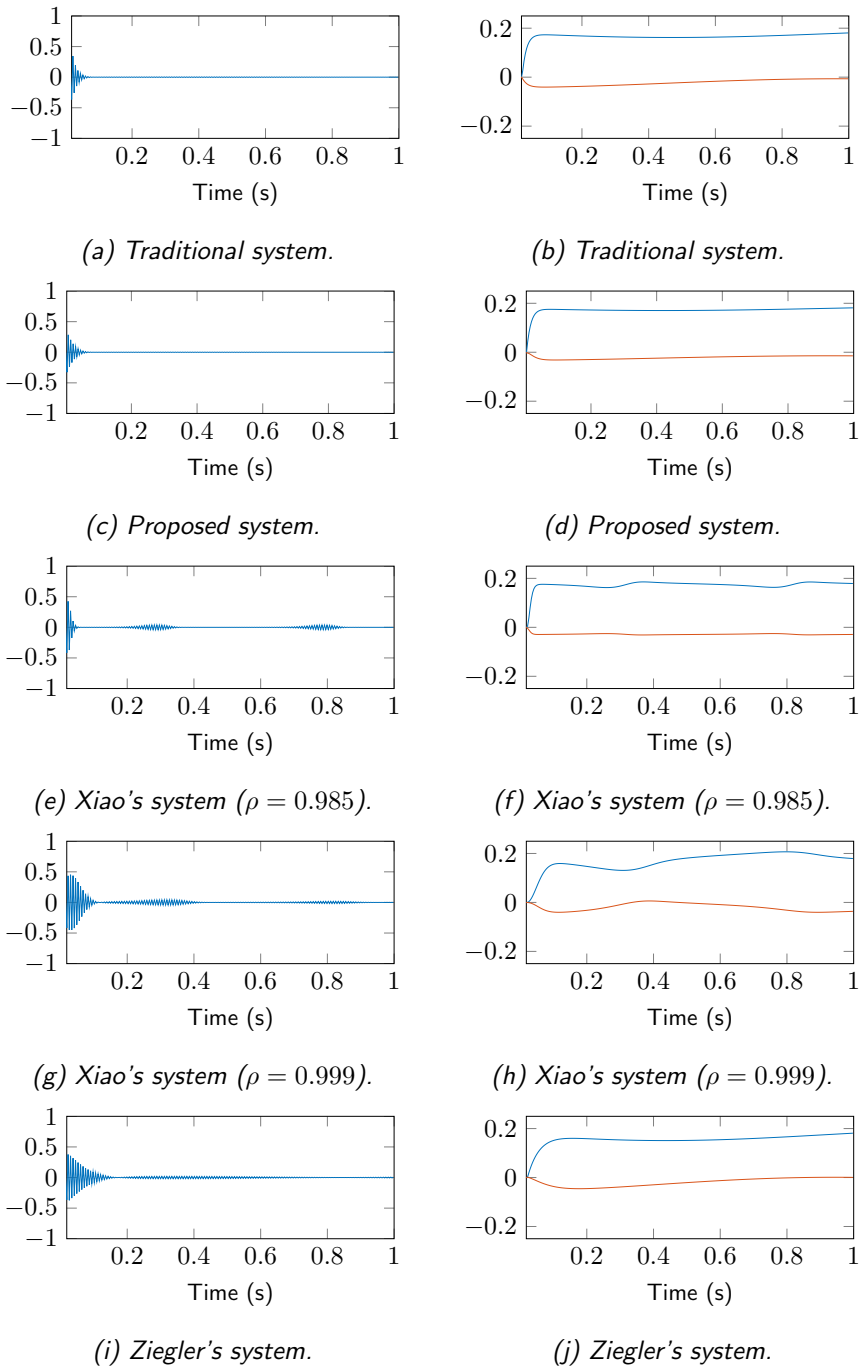 1
0.5
0
−0.5
−1
0.2 0.4 0.6 0.8 1
Time (s)
(a) Traditional system.
0.2
0
−0.2
0.2 0.4 0.6 0.8 1
Time (s)
(b) Traditional system.
1
0.5
0
−0.5
−1
0.2 0.4 0.6 0.8 1
Time (s)
(c) Proposed system.
0.2
0
−0.2
0.2 0.4 0.6 0.8 1
Time (s)
(d) Proposed system.
1
0.5
0
−0.5
−1
0.2 0.4 0.6 0.8 1
Time (s)
(e) Xiao's system (ρ = 0.985).
0.2
0
−0.2
0.2 0.4 0.6 0.8 1
Time (s)
(f) Xiao's system (ρ = 0.985).
1
0.5
0
−0.5
−1
0.2 0.4 0.6 0.8 1
Time (s)
(g) Xiao's system (ρ = 0.999).
0.2
0
−0.2
0.2 0.4 0.6 0.8 1
Time (s)
(h) Xiao's system (ρ = 0.999).
1
0.5
0
−0.5
−1
0.2 0.4 0.6 0.8 1
Time (s)
(i) Ziegler's system.
0.2
0
−0.2
0.2 0.4 0.6 0.8 1
Time (s)
(j) Ziegler's system.